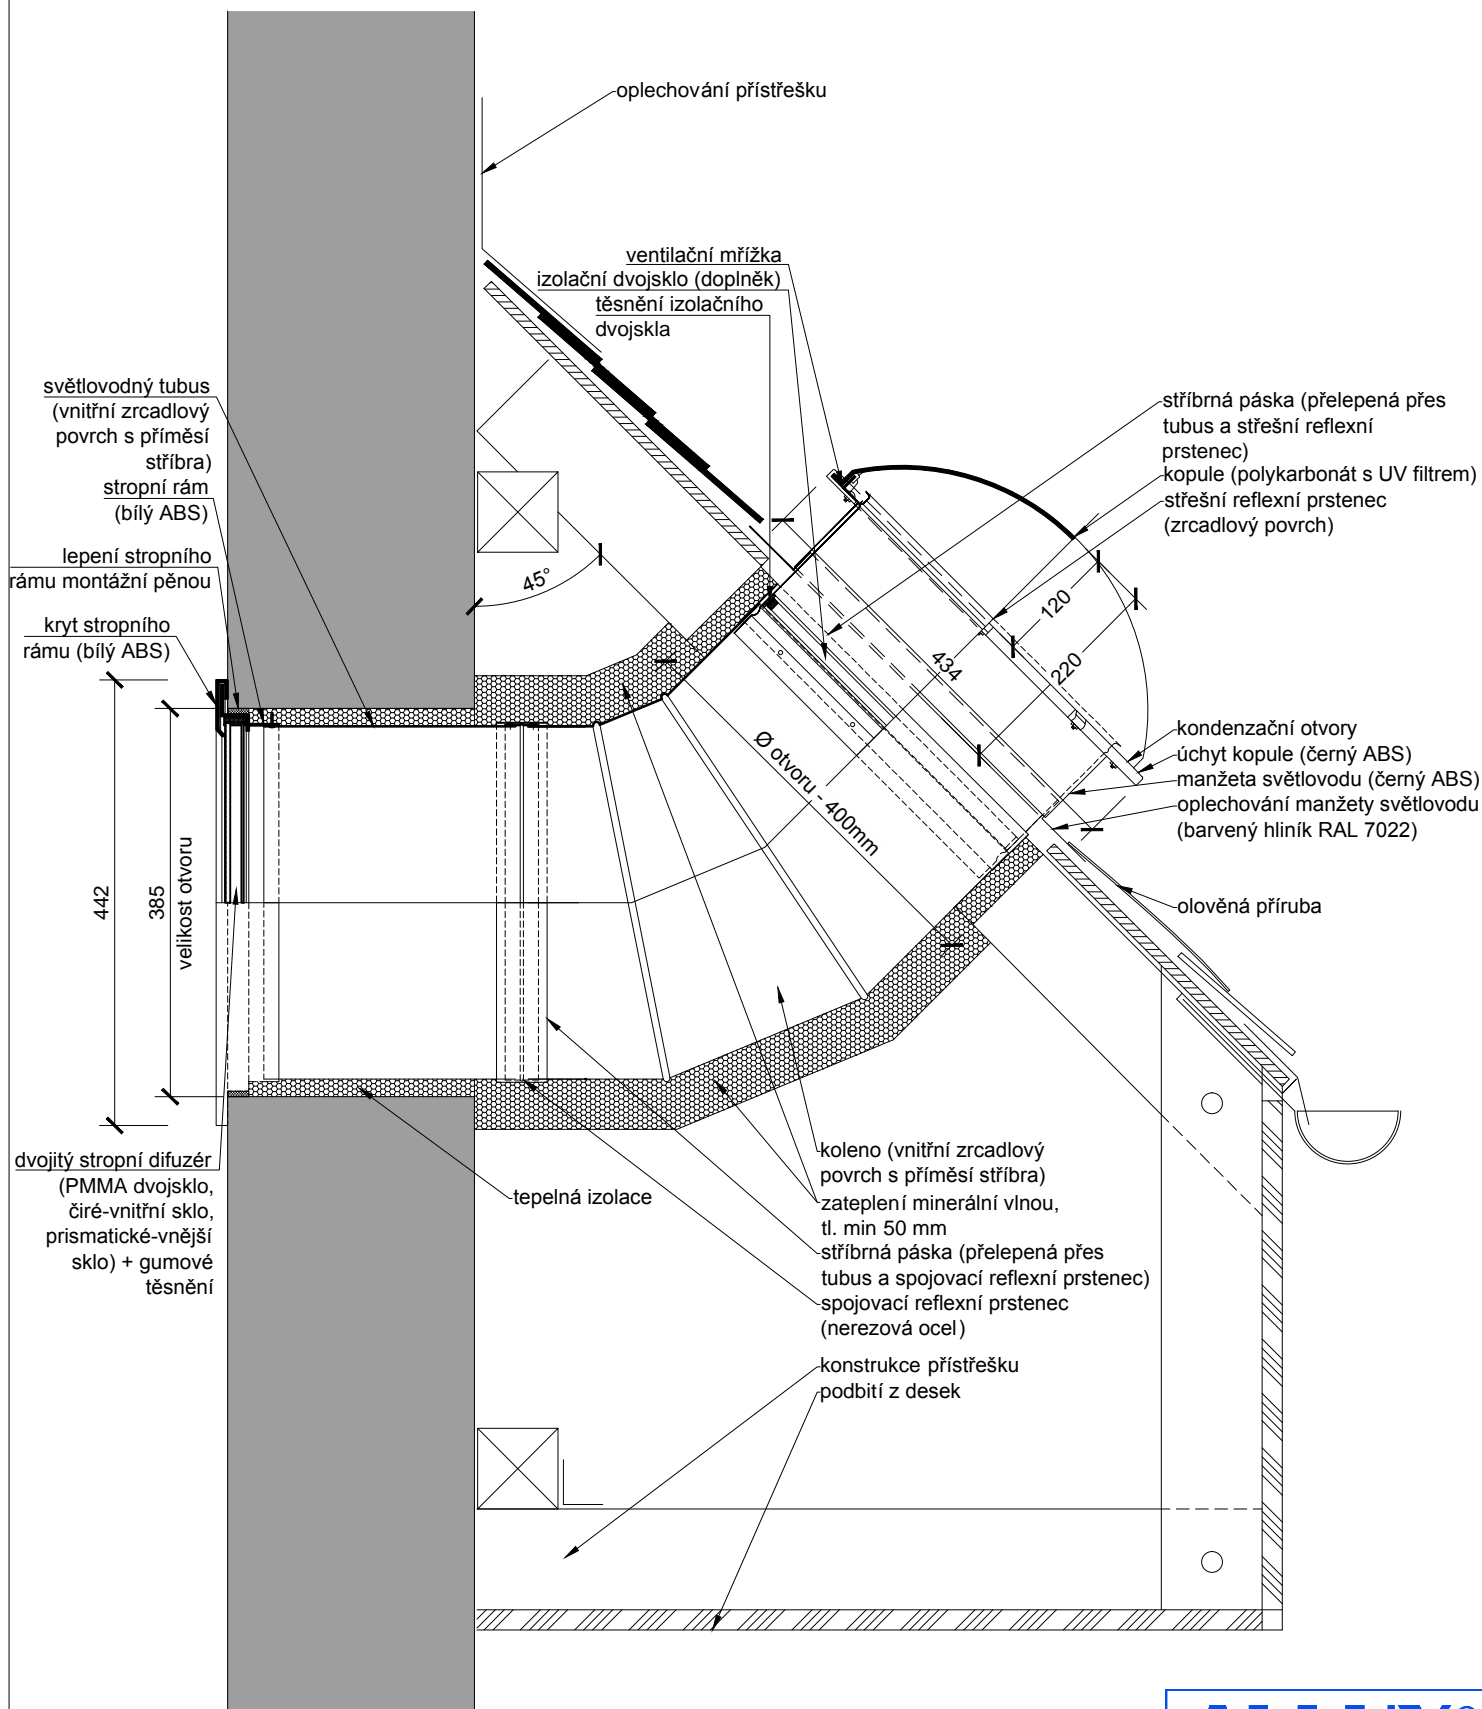 oplechování přístřešku
ventilační mřížka
izolační dvojsklo (doplněk)
těsnění izolačního
dvojskla
světlovodný tubus
(vnitřní zrcadlový
povrch s příměsí
stříbra)
stropní rám
(bílý ABS)
lepení stropního
rámu montážní pěnou
kryt stropního
rámu (bílý ABS)
stříbrná páska (přelepená přes
tubus a střešní reflexní
prstenec)
kopule (polykarbonát s UV filtrem)
střešní reflexní prstenec
(zrcadlový povrch)
45°
120
434
220
Ø otvoru - 400mm
kondenzační otvory
úchyt kopule (černý ABS)
manžeta světlovodu (černý ABS)
oplechování manžety světlovodu
(barvený hliník RAL 7022)
olověná příruba
442
385
velikost otvoru
dvojitý stropní difuzér
(PMMA dvojsklo,
čiré-vnitřní sklo,
prismatické-vnější
sklo) + gumové
těsnění
tepelná izolace
koleno (vnitřní zrcadlový
povrch s příměsí stříbra)
zateplení minerální vlnou,
tl. min 50 mm
stříbrná páska (přelepená přes
tubus a spojovací reflexní prstenec)
spojovací reflexní prstenec
(nerezová ocel)
konstrukce přístřešku
podbití z desek